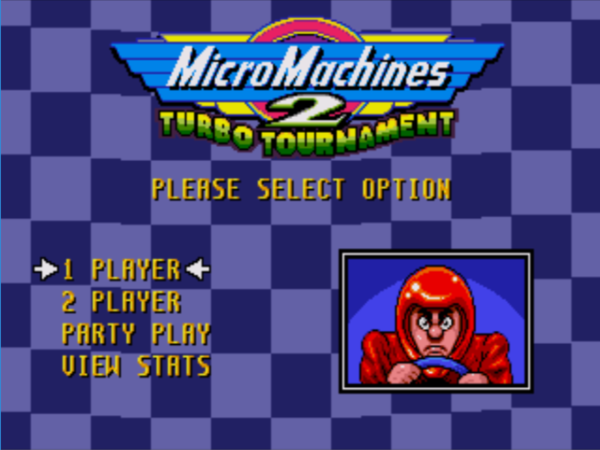 MicroMachines
2
TURBO TOURNAMENT
PLEASE SELECT OPTION
1 PLAYER
2 PLAYER
PARTY PLAY
VIEW STATS